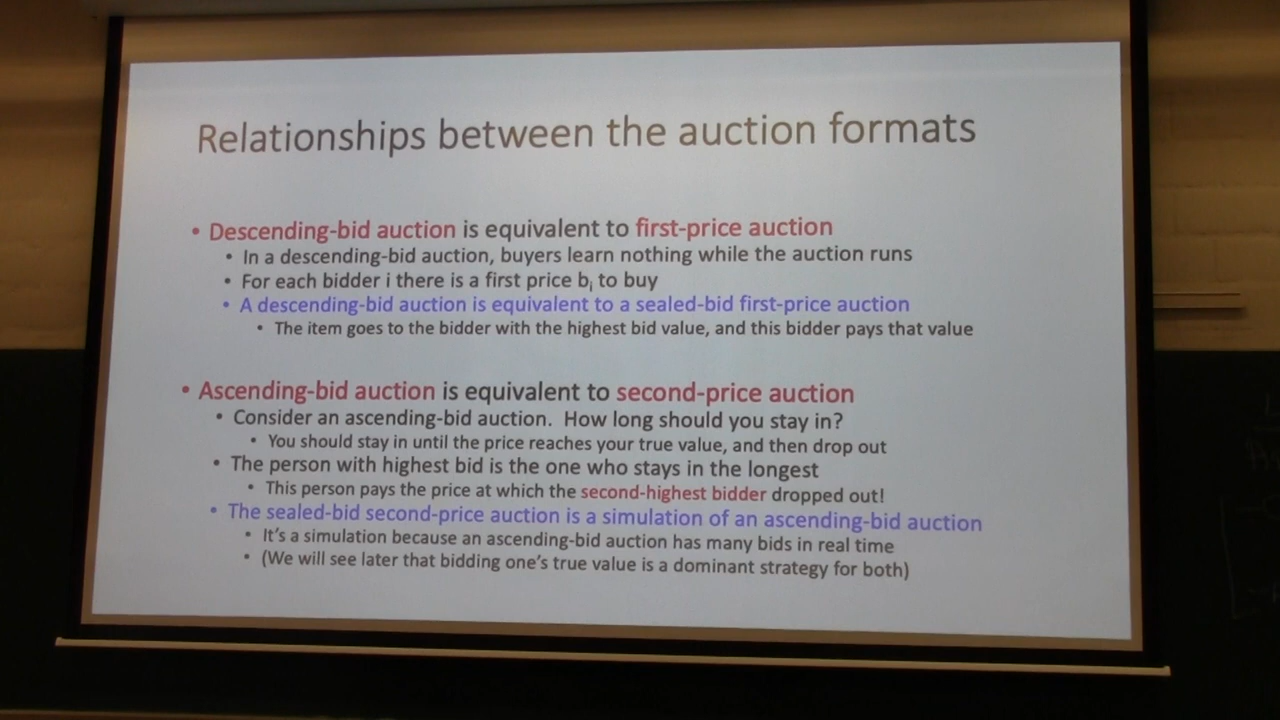 Relationships between the auction formats
• Descending-bid auction is equivalent to first-price auction
• In a descending-bid auction, buyers learn nothing while the auction runs
• For each bidder i there is a first price bᵢ to buy
• A descending-bid auction is equivalent to a sealed-bid first-price auction
• The item goes to the bidder with the highest bid value, and this bidder pays that value
• Ascending-bid auction is equivalent to second-price auction
• Consider an ascending-bid auction. How long should you stay in?
• You should stay in until the price reaches your true value, and then drop out
• The person with highest bid is the one who stays in the longest
• This person pays the price at which the second-highest bidder dropped out!
• The sealed-bid second-price auction is a simulation of an ascending-bid auction
• It's a simulation because an ascending-bid auction has many bids in real time
• (We will see later that bidding one's true value is a dominant strategy for both)